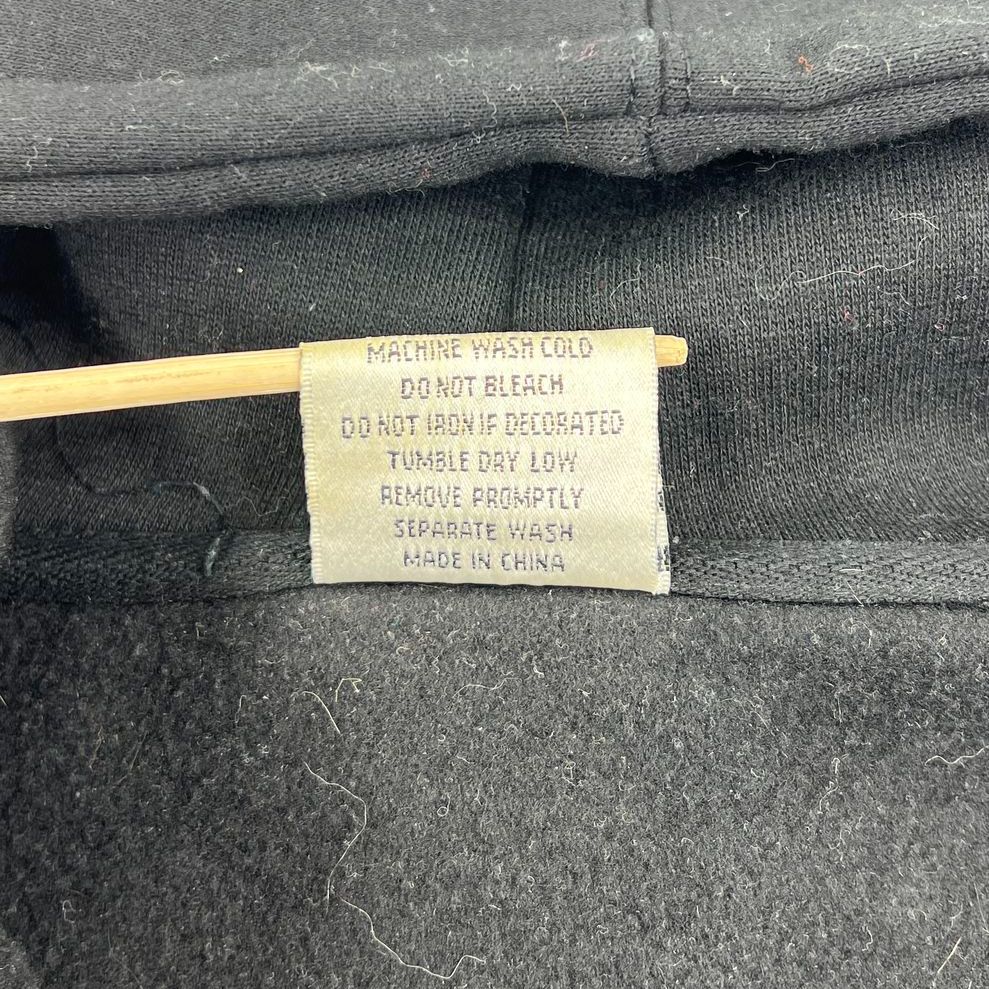 MACHINE WASH COLD
DO NOT BLEACH
DO NOT IRON IF DECORATED
TUMBLE DRY LOW
REMOVE PROMPTLY
SEPARATE WASH
MADE IN CHINA